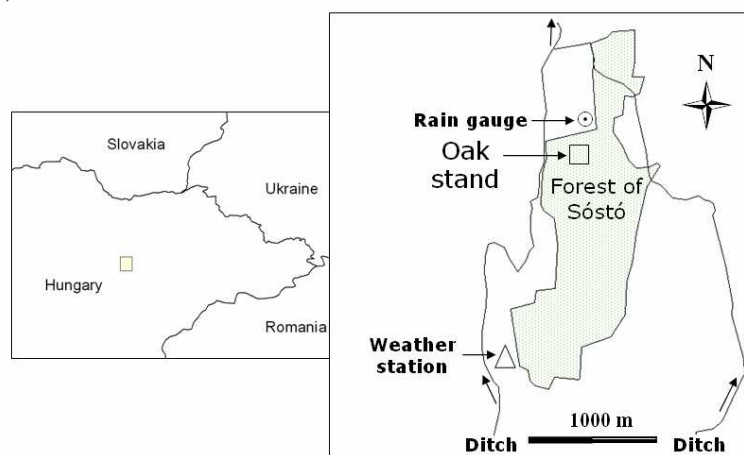 Slovakia
Ukraine
Hungary
Romania
N
Rain gauge
Oak
stand
Forest of
Sóstó
Weather
station
1000 m
Ditch
Ditch